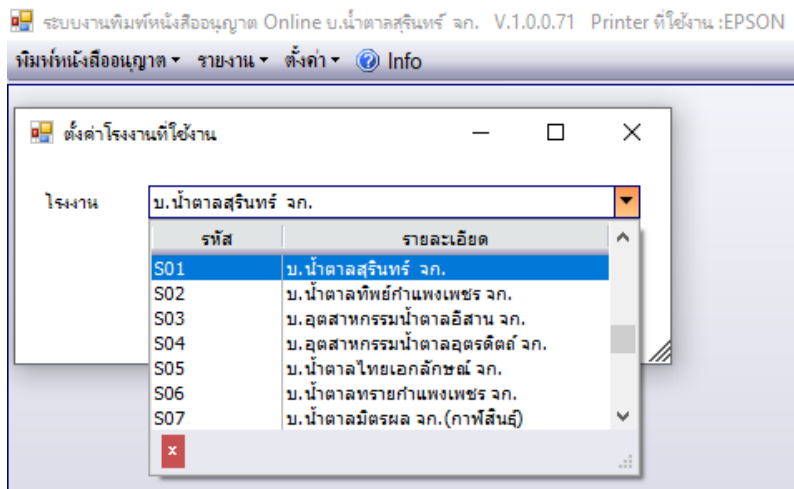 ระบบงานพิมพ์หนังสืออนุญาต Online บ.น้ำตาลสุรินทร์ จก. V.1.0.0.71 Printer ที่ใช้งาน :EPSON
พิมพ์หนังสืออนุญาต รายงาน ตั้งค่า Info
ตั้งค่าโรงงานที่ใช้งาน
โรงงาน บ.น้ำตาลสุรินทร์ จก.
รหัส รายละเอียด
S01 บ.น้ำตาลสุรินทร์ จก.
S02 บ.น้ำตาลทิพย์กำแพงเพชร จก.
S03 บ.อุตสาหกรรมน้ำตาลอีสาน จก.
S04 บ.อุตสาหกรรมน้ำตาลอุตรดิตถ์ จก.
S05 บ.น้ำตาลไทยเอกลักษณ์ จก.
S06 บ.น้ำตาลทรายกำแพงเพชร จก.
S07 บ.น้ำตาลมิตรผล จก.(กาฬสินธุ์)
x